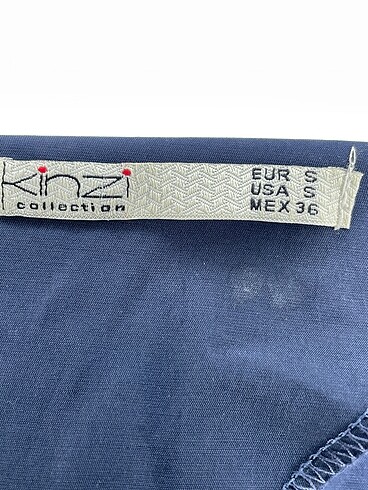 kinzi
collection
EUR S
USA S
MEX 36